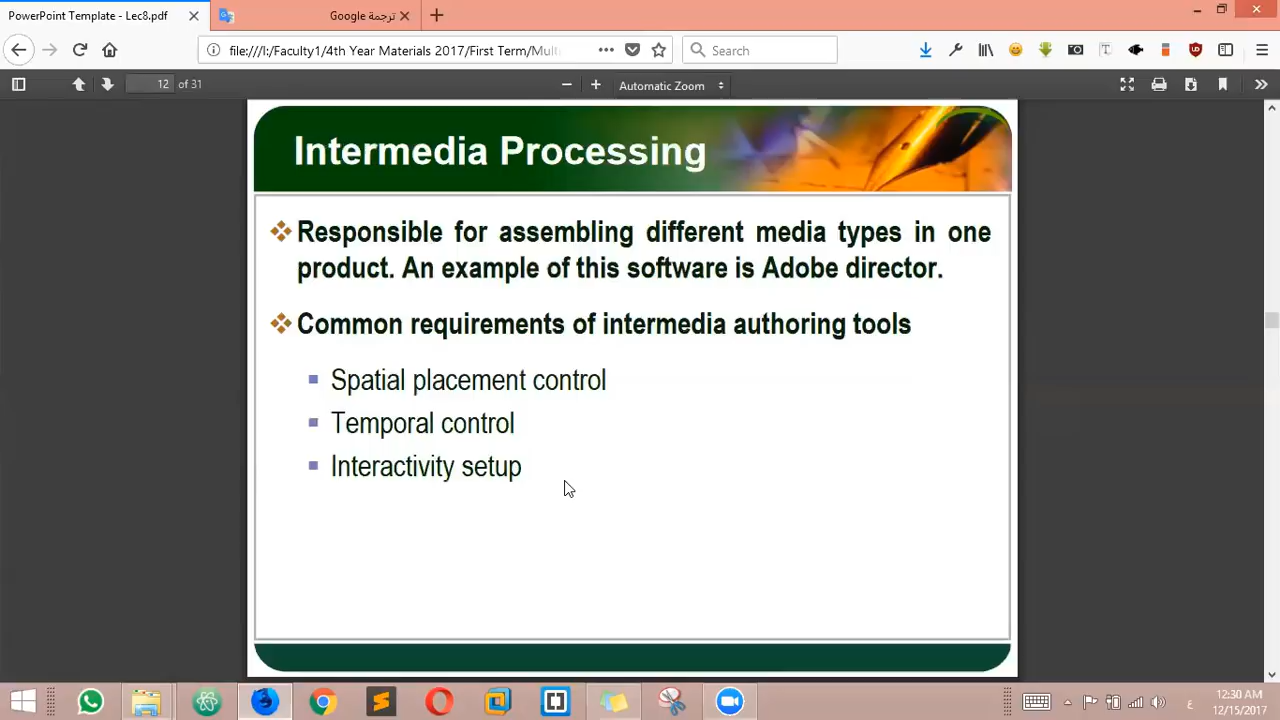 PowerPoint Template - Lec8.pdf
ترجمة Google
file:///I:/Faculty1/4th Year Materials 2017/First Term/Mult
Search
12 of 31
Automatic Zoom
Intermedia Processing
Responsible for assembling different media types in one
product. An example of this software is Adobe director.
Common requirements of intermedia authoring tools
Spatial placement control
Temporal control
Interactivity setup
ع
12:30 AM
12/15/2017